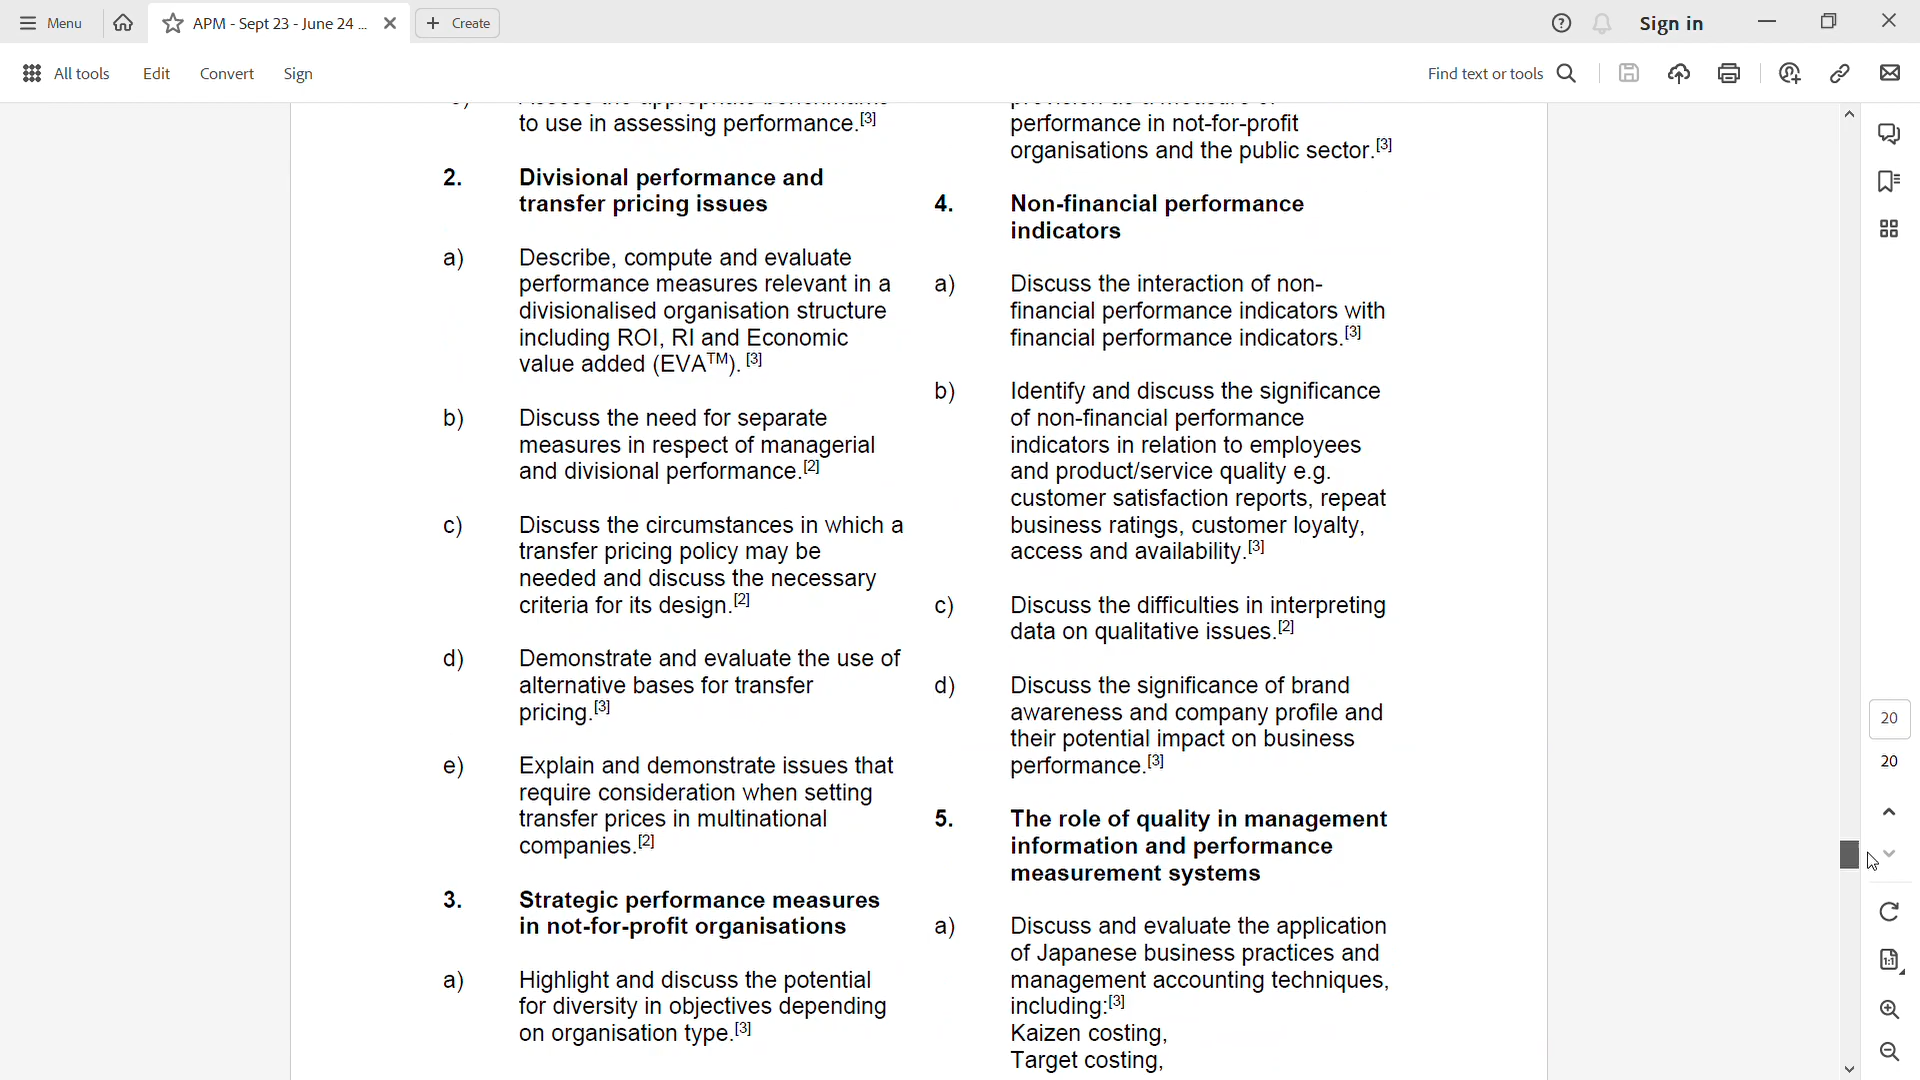 Menu
APM - Sept 23 - June 24 ...
Create
Sign in
All tools
Edit
Convert
Sign
Find text or tools
to use in assessing performance.[3]
2. Divisional performance and
transfer pricing issues
a) Describe, compute and evaluate
performance measures relevant in a
divisionalised organisation structure
including ROI, RI and Economic
value added (EVA™). [3]
b) Discuss the need for separate
measures in respect of managerial
and divisional performance.[2]
c) Discuss the circumstances in which a
transfer pricing policy may be
needed and discuss the necessary
criteria for its design.[2]
d) Demonstrate and evaluate the use of
alternative bases for transfer
pricing.[3]
e) Explain and demonstrate issues that
require consideration when setting
transfer prices in multinational
companies.[2]
3. Strategic performance measures
in not-for-profit organisations
a) Highlight and discuss the potential
for diversity in objectives depending
on organisation type.[3]
performance in not-for-profit
organisations and the public sector.[3]
4. Non-financial performance
indicators
a) Discuss the interaction of non-
financial performance indicators with
financial performance indicators.[3]
b) Identify and discuss the significance
of non-financial performance
indicators in relation to employees
and product/service quality e.g.
customer satisfaction reports, repeat
business ratings, customer loyalty,
access and availability.[3]
c) Discuss the difficulties in interpreting
data on qualitative issues.[2]
d) Discuss the significance of brand
awareness and company profile and
their potential impact on business
performance.[3]
5. The role of quality in management
information and performance
measurement systems
a) Discuss and evaluate the application
of Japanese business practices and
management accounting techniques,
including:[3]
Kaizen costing,
Target costing,
20
20
1:1